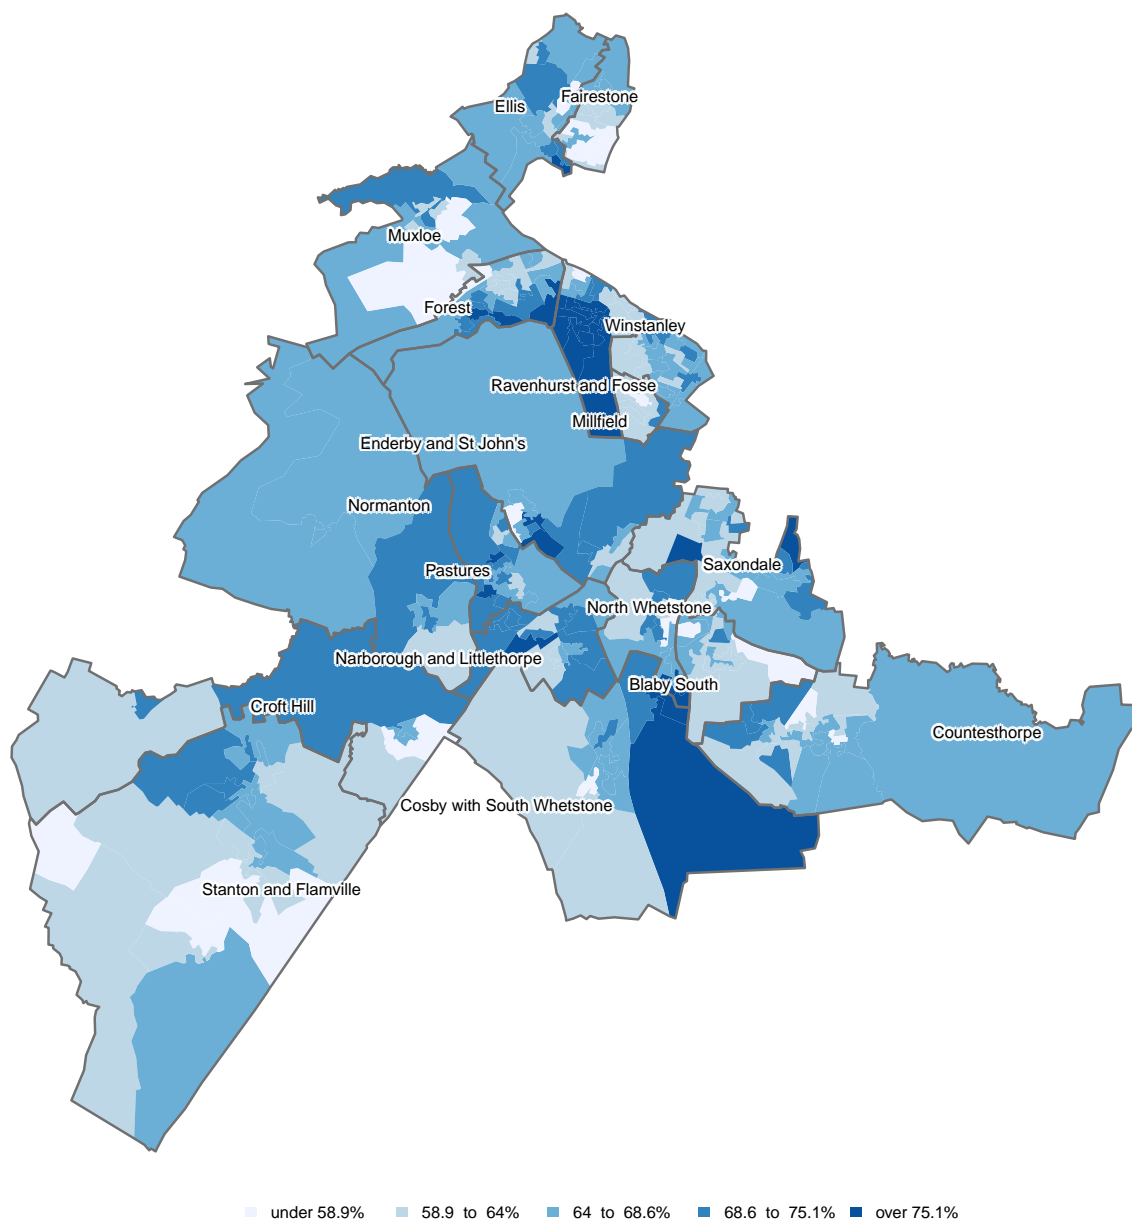 Ellis
Fairestone
Muxloe
Forest
Winstanley
Ravenhurst and Fosse
Millfield
Enderby and St John's
Normanton
Pastures
Saxondale
North Whetstone
Narborough and Littlethorpe
Blaby South
Croft Hill
Countesthorpe
Cosby with South Whetstone
Stanton and Flamville
under 58.9%
58.9 to 64%
64 to 68.6%
68.6 to 75.1%
over 75.1%